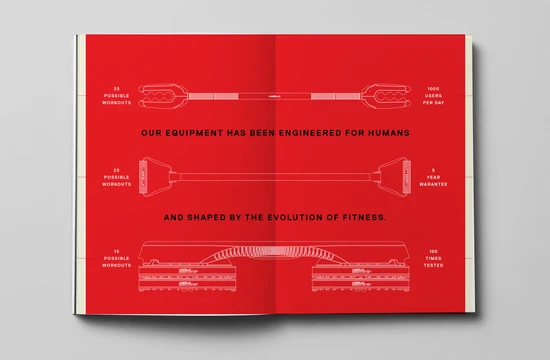 35
POSSIBLE
WORKOUTS
1000
USERS
PER DAY
OUR EQUIPMENT HAS BEEN ENGINEERED FOR HUMANS
25
POSSIBLE
WORKOUTS
5
YEAR
WARANTEE
AND SHAPED BY THE EVOLUTION OF FITNESS.
15
POSSIBLE
WORKOUTS
100
TIMES
TESTED